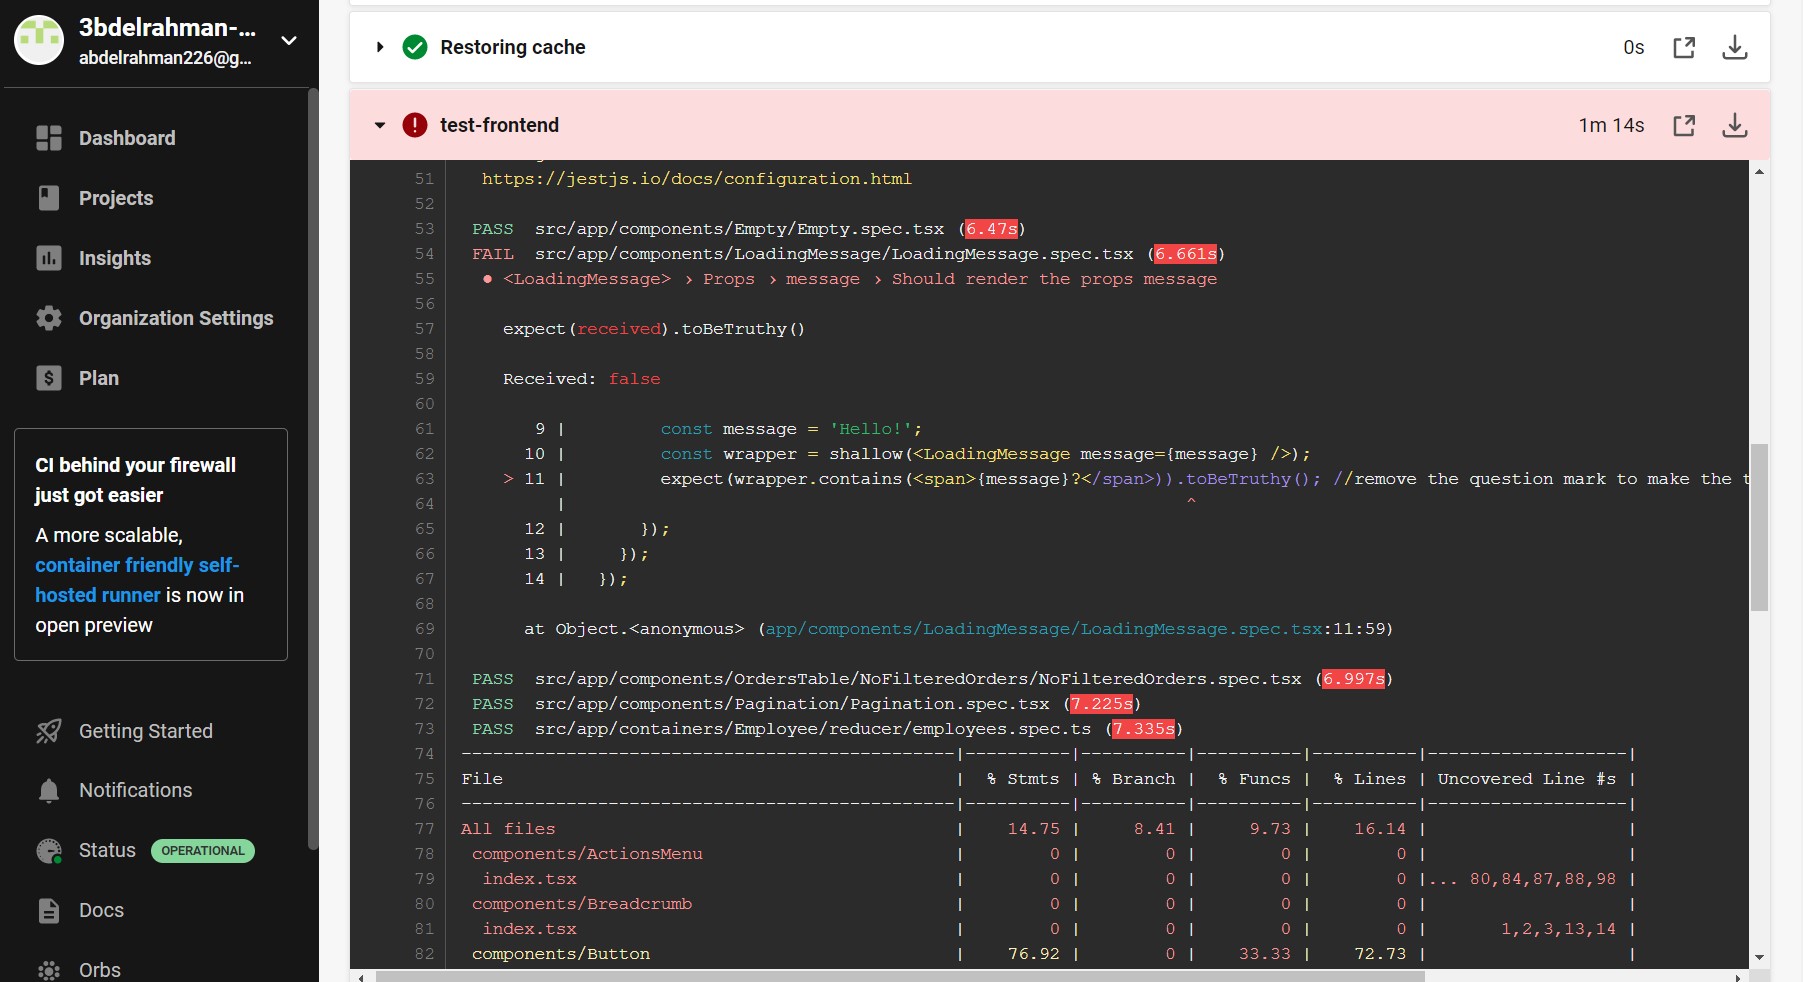 3bdelrahman-...
abdelrahman226@g...
Dashboard
Projects
Insights
Organization Settings
Plan
CI behind your firewall
just got easier
A more scalable,
container friendly self-
hosted runner is now in
open preview
Getting Started
Notifications
Status OPERATIONAL
Docs
Orbs
Restoring cache 0s
test-frontend 1m 14s
51 https://jestjs.io/docs/configuration.html
52
53 PASS src/app/components/Empty/Empty.spec.tsx (6.47s)
54 FAIL src/app/components/LoadingMessage/LoadingMessage.spec.tsx (6.661s)
55 ● <LoadingMessage> › Props › message › Should render the props message
56
57 expect(received).toBeTruthy()
58
59 Received: false
60
61 9 | const message = 'Hello!';
62 10 | const wrapper = shallow(<LoadingMessage message={message} />);
63 > 11 | expect(wrapper.contains(<span>{message}?</span>)).toBeTruthy(); //remove the question mark to make the t
64 | ^
65 12 | });
66 13 | });
67 14 | });
68
69 at Object.<anonymous> (app/components/LoadingMessage/LoadingMessage.spec.tsx:11:59)
70
71 PASS src/app/components/OrdersTable/NoFilteredOrders/NoFilteredOrders.spec.tsx (6.997s)
72 PASS src/app/components/Pagination/Pagination.spec.tsx (7.225s)
73 PASS src/app/containers/Employee/reducer/employees.spec.ts (7.335s)
74 -----------------------------------------------|----------|----------|----------|----------|-------------------|
75 File | % Stmts | % Branch | % Funcs | % Lines | Uncovered Line #s |
76 -----------------------------------------------|----------|----------|----------|----------|-------------------|
77 All files | 14.75 | 8.41 | 9.73 | 16.14 | |
78 components/ActionsMenu | 0 | 0 | 0 | 0 | |
79 index.tsx | 0 | 0 | 0 | 0 |... 80,84,87,88,98 |
80 components/Breadcrumb | 0 | 0 | 0 | 0 | |
81 index.tsx | 0 | 0 | 0 | 0 | 1,2,3,13,14 |
82 components/Button | 76.92 | 0 | 33.33 | 72.73 | |